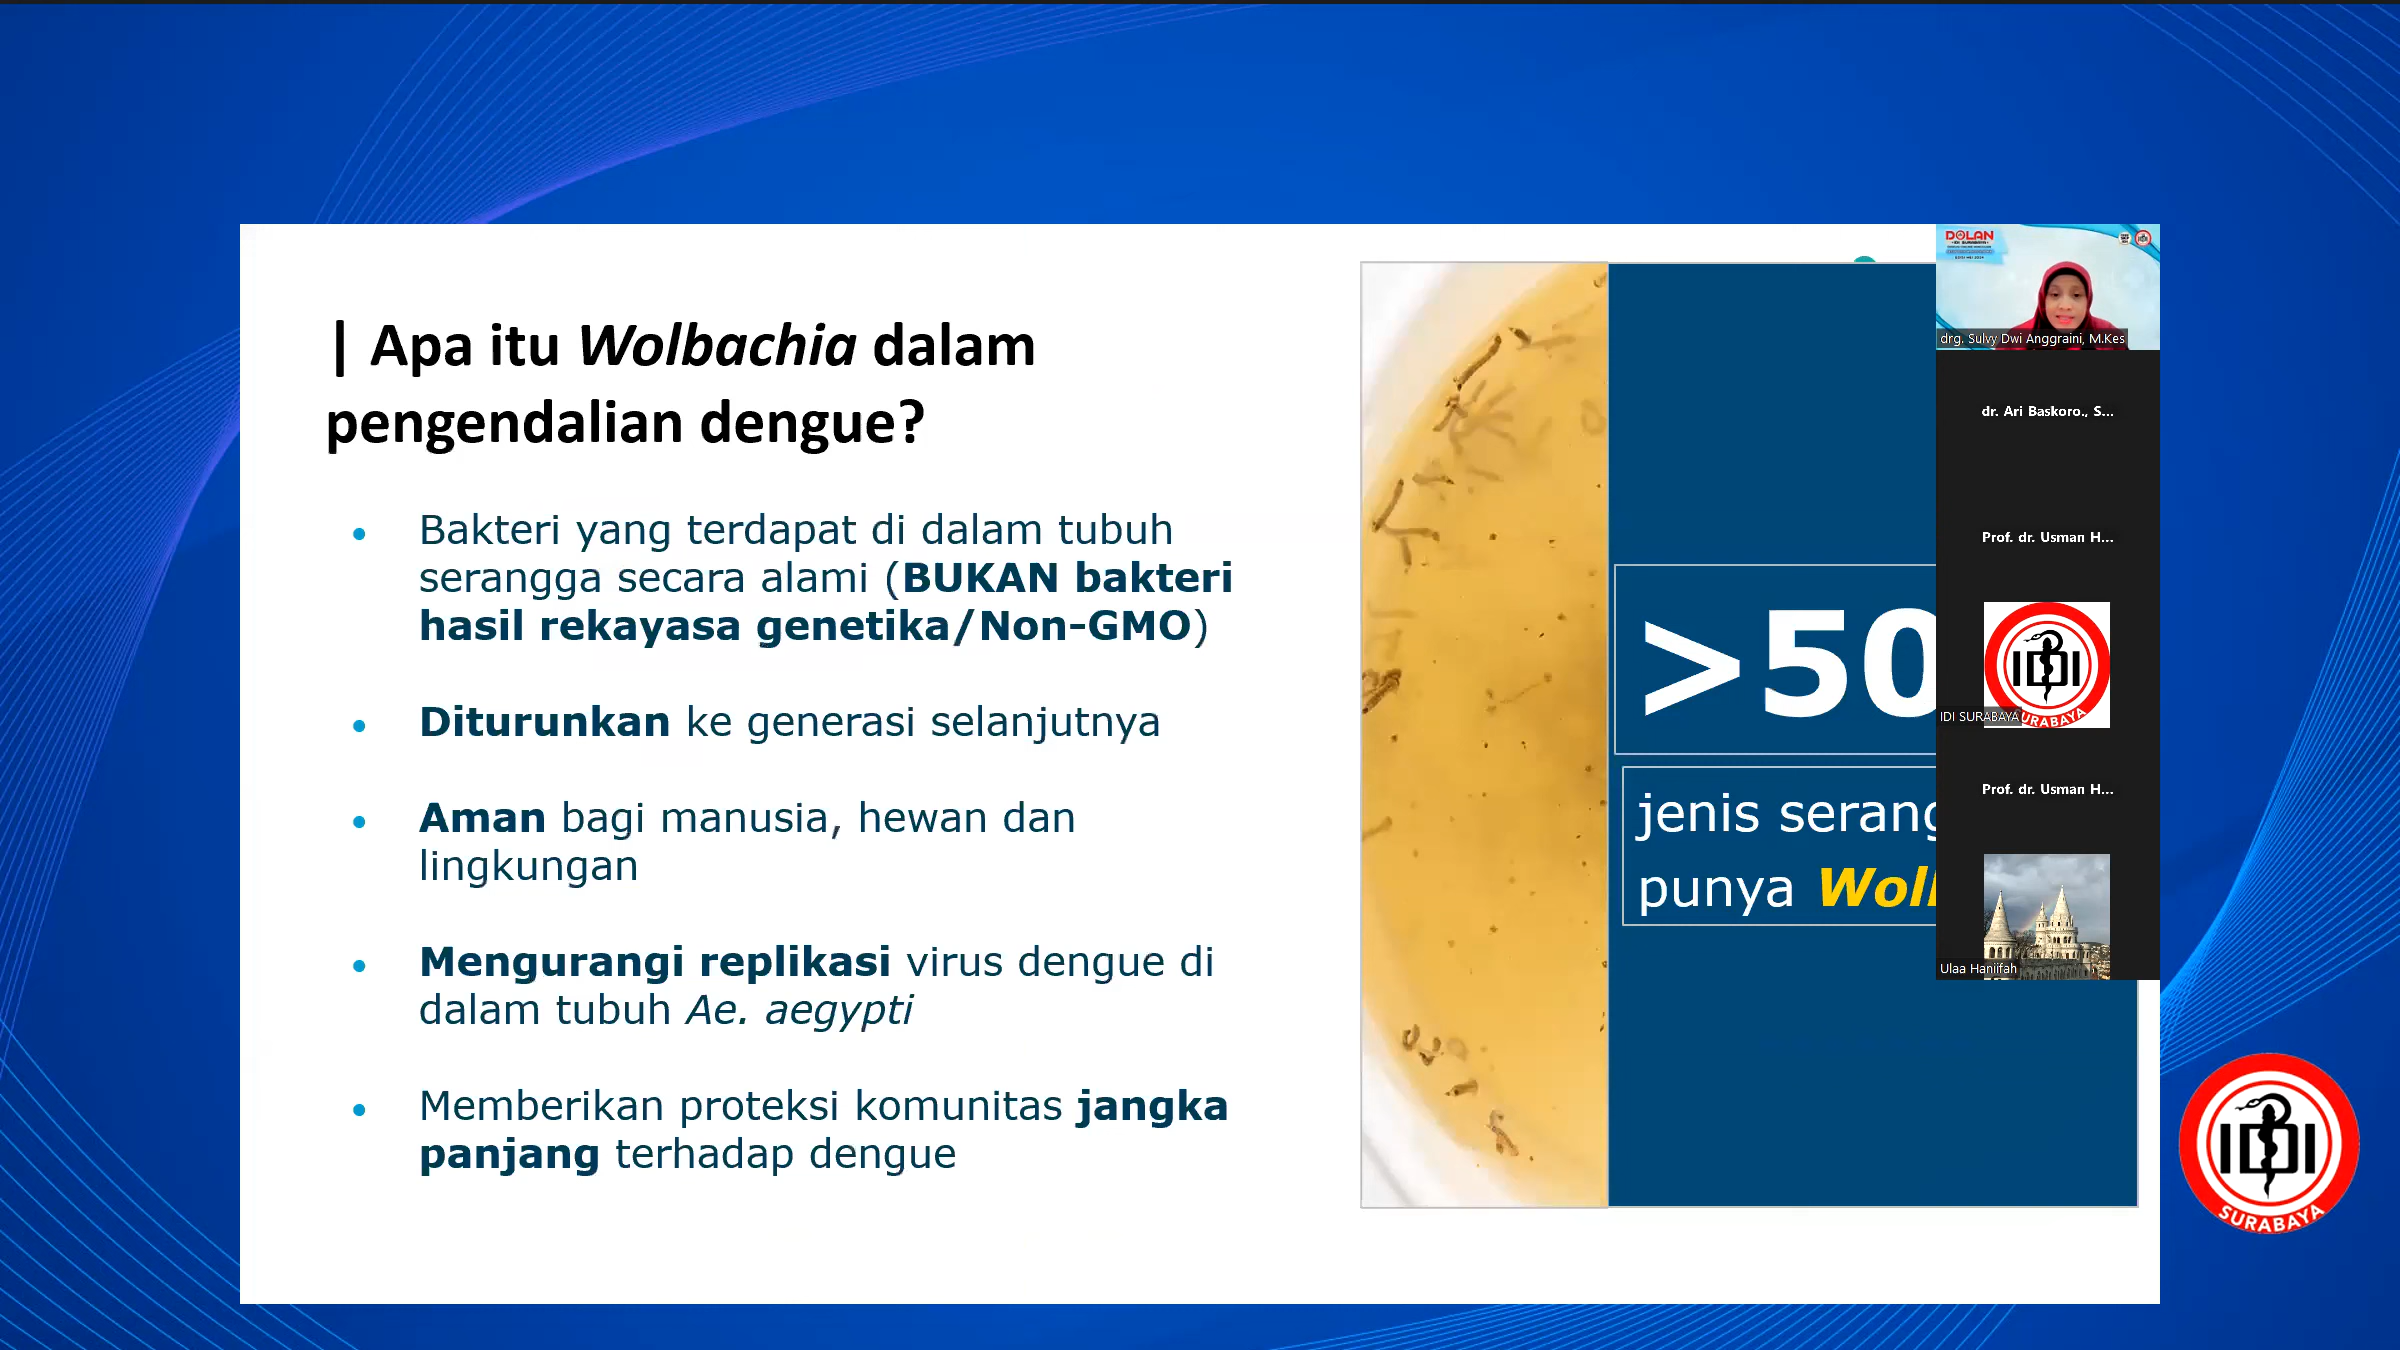 | Apa itu Wolbachia dalam
pengendalian dengue?
• Bakteri yang terdapat di dalam tubuh
serangga secara alami (BUKAN bakteri
hasil rekayasa genetika/Non-GMO)
• Diturunkan ke generasi selanjutnya
• Aman bagi manusia, hewan dan
lingkungan
• Mengurangi replikasi virus dengue di
dalam tubuh Ae. aegypti
• Memberikan proteksi komunitas jangka
panjang terhadap dengue
>50
jenis serang
punya Wol
DOLAN
drg. Sulvy Dwi Anggraini, M.Kes
dr. Ari Baskoro., S...
Prof. dr. Usman H...
IDI
SURABAYA
IDI SURABAYA
Prof. dr. Usman H...
Ulaa Haniifah
IDI
SURABAYA